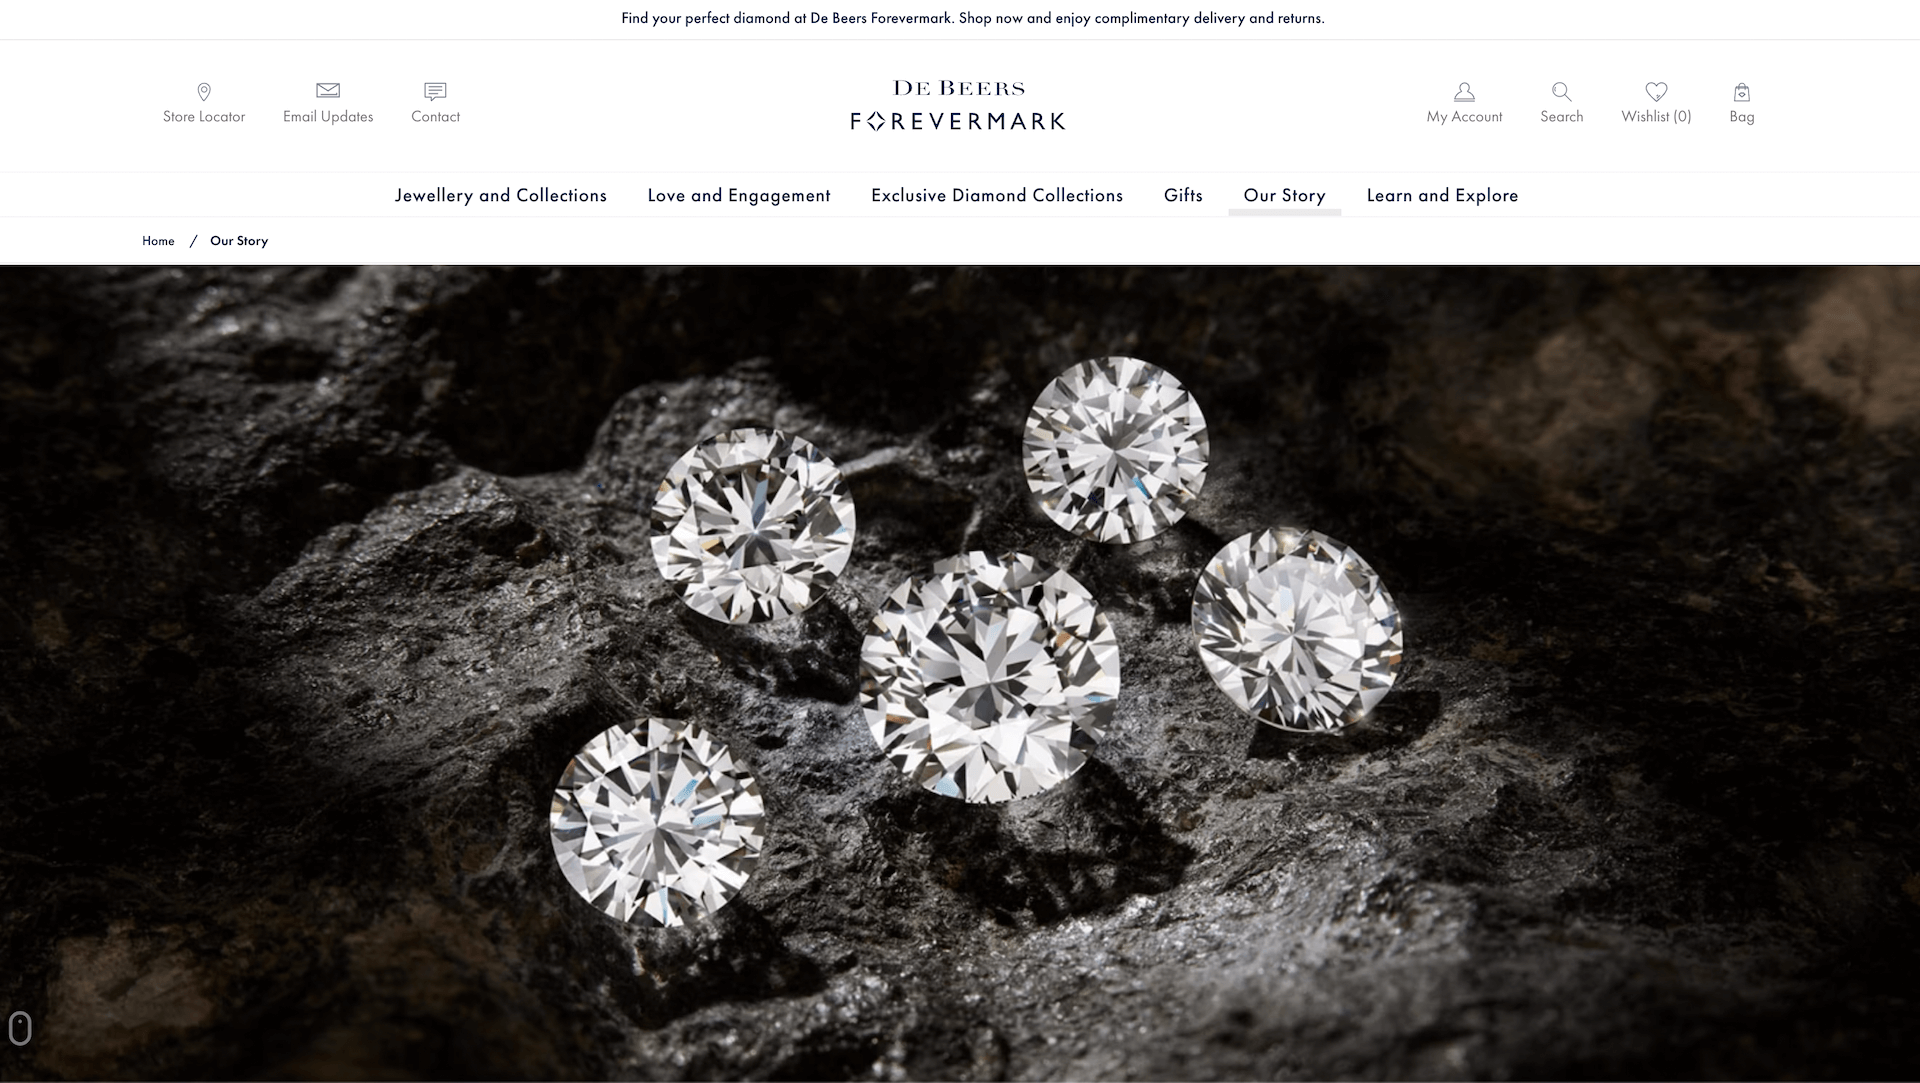 Find your perfect diamond at De Beers Forevermark. Shop now and enjoy complimentary delivery and returns.
Store Locator
Email Updates
Contact
DE BEERS
FOREVERMARK
My Account
Search
Wishlist (0)
Bag
Jewellery and Collections
Love and Engagement
Exclusive Diamond Collections
Gifts
Our Story
Learn and Explore
Home / Our Story